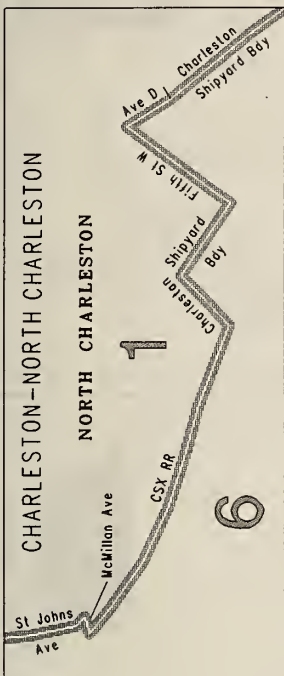 CHARLESTON-NORTH CHARLESTON
NORTH CHARLESTON
1
6
St Johns
Ave
McMillan Ave
CSX RR
Charleston
Shipyard
Bdy
Fifth St W
Ave D
Charleston
Shipyard Bdy